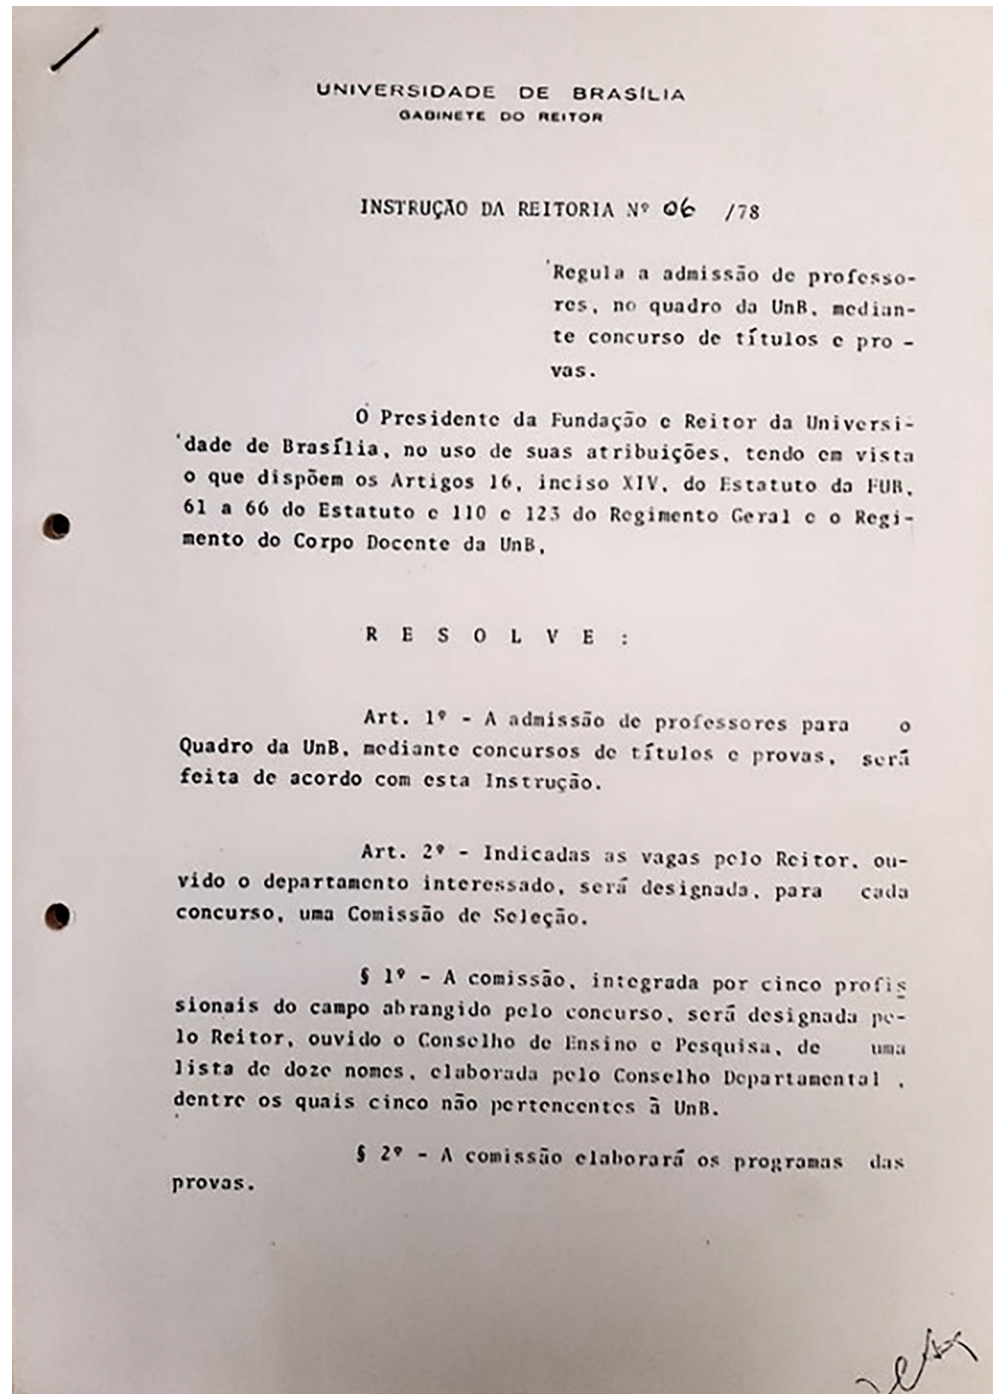 UNIVERSIDADE DE BRASÍLIA
GABINETE DO REITOR
INSTRUÇÃO DA REITORIA Nº 06 /78
Regula a admissão de professo-
res, no quadro da UnB, median-
te concurso de títulos e pro -
vas.
O Presidente da Fundação e Reitor da Universi-
dade de Brasília, no uso de suas atribuições, tendo em vista
o que dispõem os Artigos 16, inciso XIV, do Estatuto da FUB,
61 a 66 do Estatuto e 110 e 123 do Regimento Geral e o Regi-
mento do Corpo Docente da UnB,
R E S O L V E :
Art. 1º - A admissão de professores para o
Quadro da UnB, mediante concursos de títulos e provas, será
feita de acordo com esta Instrução.
Art. 2º - Indicadas as vagas pelo Reitor, ou-
vido o departamento interessado, será designada, para cada
concurso, uma Comissão de Seleção.
§ 1º - A comissão, integrada por cinco profis
sionais do campo abrangido pelo concurso, será designada pe-
lo Reitor, ouvido o Conselho de Ensino e Pesquisa, de uma
lista de doze nomes, elaborada pelo Conselho Departamental ,
dentre os quais cinco não pertencentes à UnB.
§ 2º - A comissão elaborará os programas das
provas.